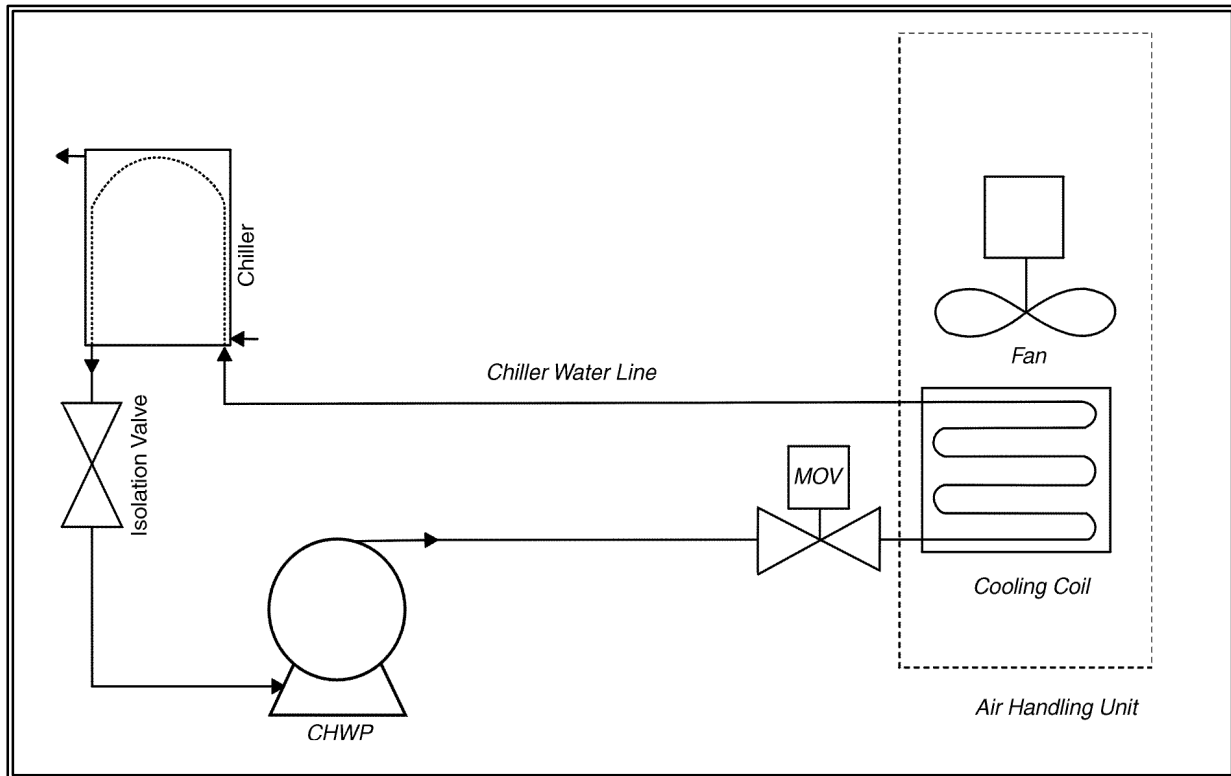 Chiller
Fan
Chiller Water Line
Isolation Valve
MOV
Cooling Coil
Air Handling Unit
CHWP